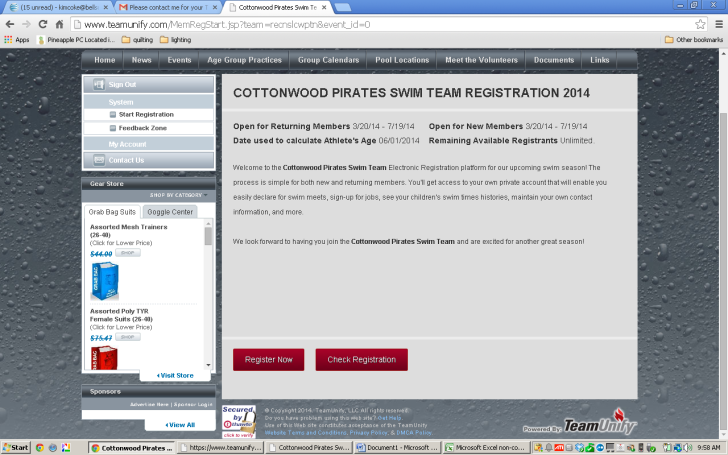 (15 unread) - kimcoke@bells
Please contact me for your T
Cottonwood Pirates Swim Te
www.teamunify.com/MemRegStart.jsp?team=recnslcwptn&event_id=0
Apps Pineapple PC Located i... quilting lighting Other bookmarks
Home News Events Age Group Practices Group Calendars Pool Locations Meet the Volunteers Documents Links
Sign Out
System
Start Registration
Feedback Zone
My Account
Contact Us
Gear Store
SHOP BY CATEGORY
Grab Bag Suits Goggle Center
Assorted Mesh Trainers
(26-40)
(Click for Lower Price)
$44.00 SHOP
GRAB BAG
Assorted Poly TYR
Female Suits (26-40)
(Click for Lower Price)
$75.47 SHOP
GRAB BAG
Visit Store
Sponsors
Advertise Here | Sponsor Login
View All
COTTONWOOD PIRATES SWIM TEAM REGISTRATION 2014
Open for Returning Members 3/20/14 - 7/19/14 Open for New Members 3/20/14 - 7/19/14
Date used to calculate Athlete's Age 06/01/2014 Remaining Available Registrants Unlimited.
Welcome to the Cottonwood Pirates Swim Team Electronic Registration platform for our upcoming swim season! The
process is simple for both new and returning members. You'll get access to your own private account that will enable you
easily declare for swim meets, sign-up for jobs, see your children's swim times histories, maintain your own contact
information, and more.
We look forward to having you join the Cottonwood Pirates Swim Team and are excited for another great season!
Register Now Check Registration
Secured
by
thawte
click to verify
© Copyright 2014. TeamUnify, LLC All rights reserved.
Do you have problem using this web site? Get Help.
Use of this Web site constitutes acceptance of the TeamUnify
Website Terms and Conditions, Privacy Policy, & DMCA Policy.
Powered By TeamUnify
Start
Cottonwood Pirates ...
https://www.teamunify...
Cottonwood Pirates Sw...
Document1 - Microsoft ...
Microsoft Excel non-co...
9:58 AM